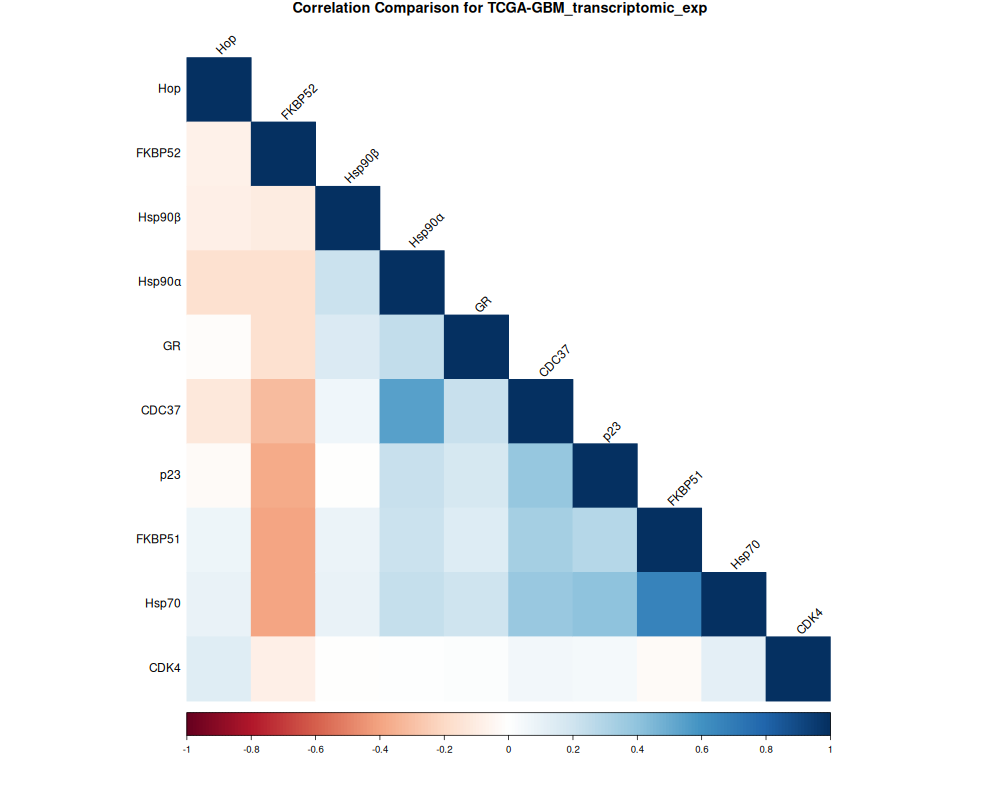 Correlation Comparison for TCGA-GBM_transcriptomic_exp
Hop
Hop
FKBP52
FKBP52
Hsp90β
Hsp90β
Hsp90α
Hsp90α
GR
GR
CDC37
CDC37
p23
p23
FKBP51
FKBP51
Hsp70
Hsp70
CDK4
CDK4
-1 -0.8 -0.6 -0.4 -0.2 0 0.2 0.4 0.6 0.8 1